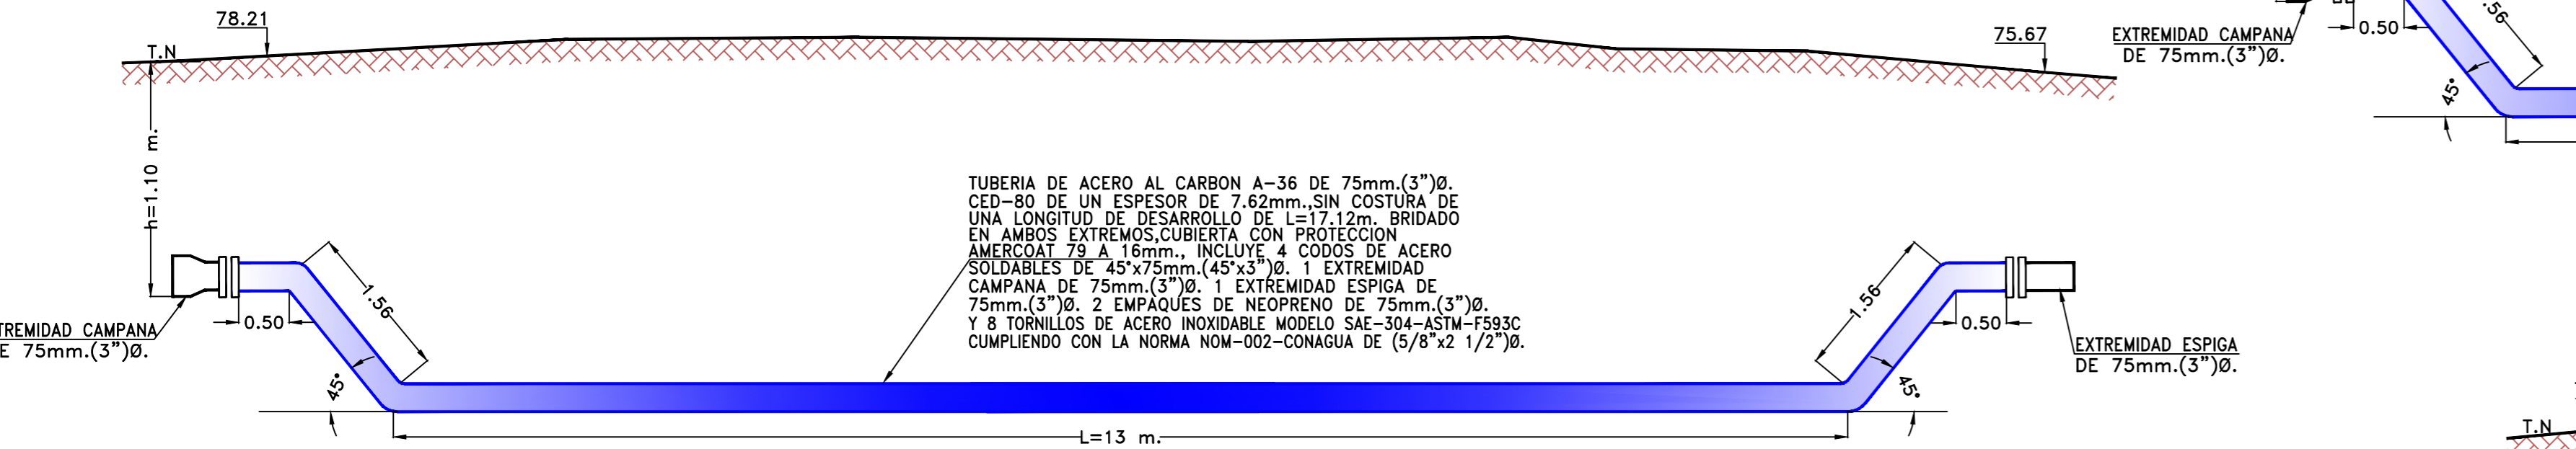 78.21
T.N
h=1.10 m.
TREMIDAD CAMPANA
E 75mm.(3")Ø.
0.50
1.56
45°
TUBERIA DE ACERO AL CARBON A-36 DE 75mm.(3")Ø.
CED-80 DE UN ESPESOR DE 7.62mm.,SIN COSTURA DE
UNA LONGITUD DE DESARROLLO DE L=17.12m. BRIDADO
EN AMBOS EXTREMOS,CUBIERTA CON PROTECCION
AMERCOAT 79 A 16mm., INCLUYE 4 CODOS DE ACERO
SOLDABLES DE 45°x75mm.(45°x3")Ø. 1 EXTREMIDAD
CAMPANA DE 75mm.(3")Ø. 1 EXTREMIDAD ESPIGA DE
75mm.(3")Ø. 2 EMPAQUES DE NEOPRENO DE 75mm.(3")Ø.
Y 8 TORNILLOS DE ACERO INOXIDABLE MODELO SAE-304-ASTM-F593C
CUMPLIENDO CON LA NORMA NOM-002-CONAGUA DE (5/8"x2 1/2")Ø.
L=13 m.
75.67
1.56
0.50
45°
EXTREMIDAD ESPIGA
DE 75mm.(3")Ø.
EXTREMIDAD CAMPANA
DE 75mm.(3")Ø.
0.50
.56
45°
T.N